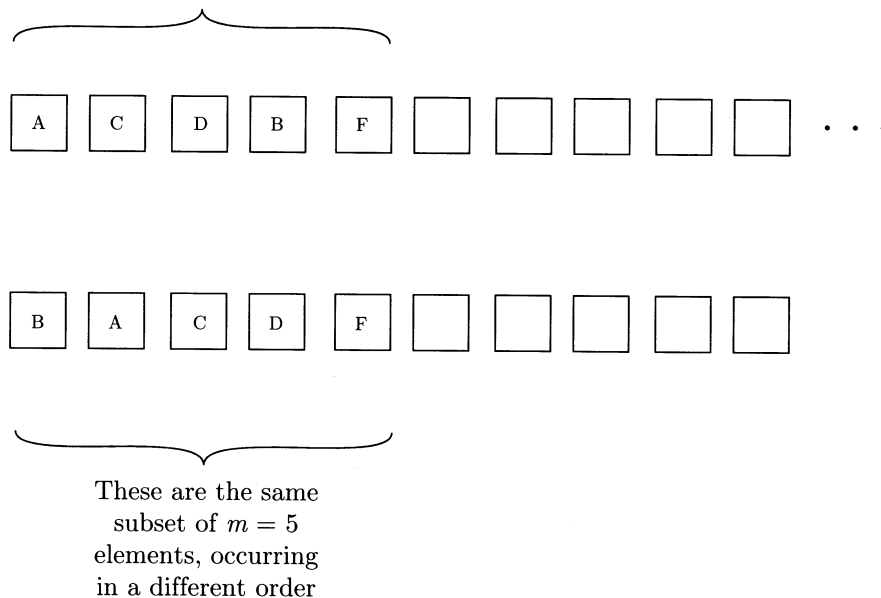 A C D B F . .
B A C D F
These are the same
subset of m = 5
elements, occurring
in a different order